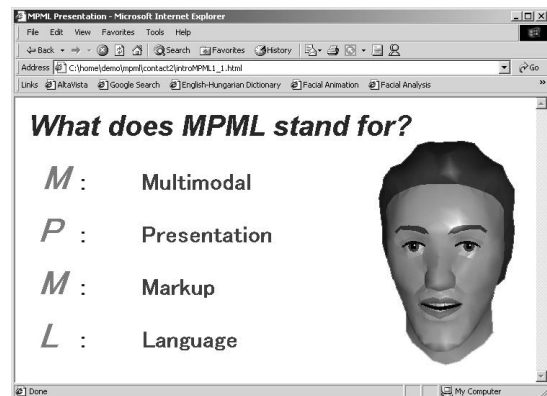 MPML Presentation - Microsoft Internet Explorer
File Edit View Favorites Tools Help
Back Search Favorites History
Address C:\home\demo\mpml\contact2\introMPML1_1.html Go
Links AltaVista Google Search English-Hungarian Dictionary Facial Animation Facial Analysis »
What does MPML stand for?
M : Multimodal
P : Presentation
M : Markup
L : Language
Done My Computer